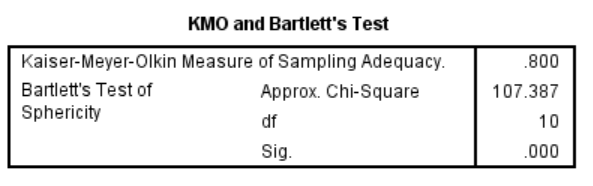 KMO and Bartlett's Test
Kaiser-Meyer-Olkin Measure of Sampling Adequacy. .800
Bartlett's Test of Sphericity Approx. Chi-Square 107.387
df 10
Sig. .000